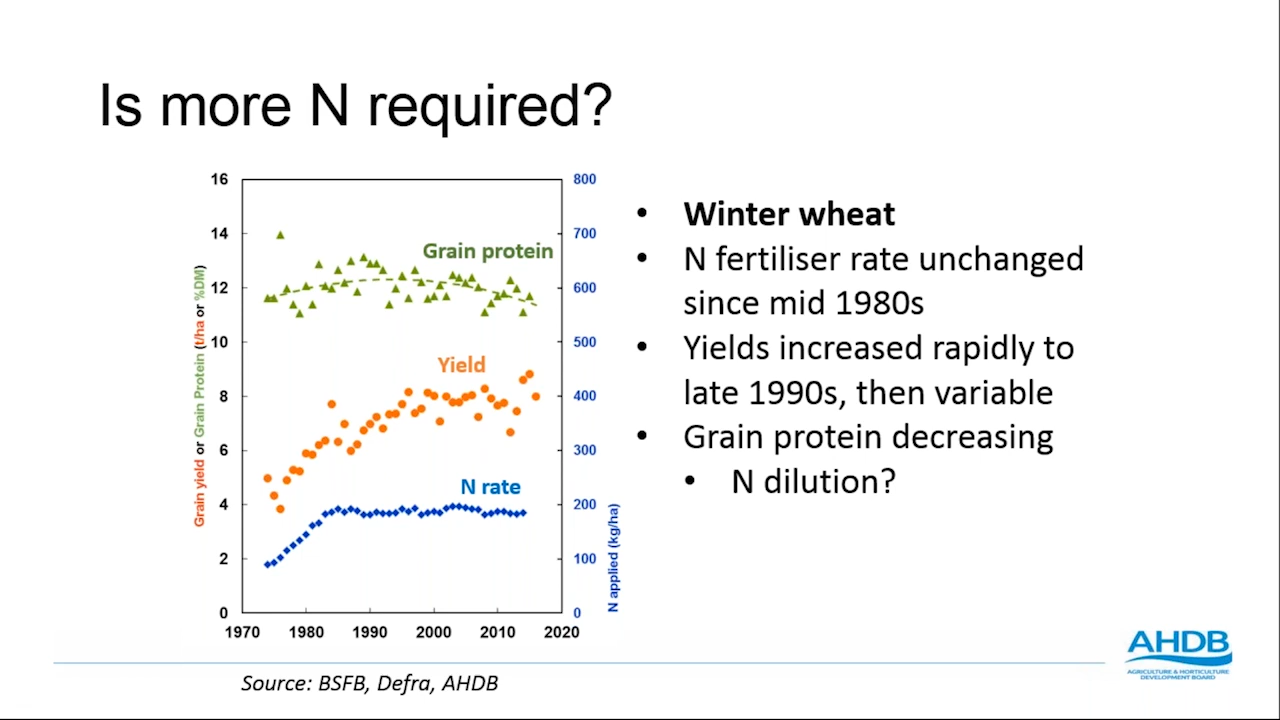 Is more N required?
16
14
12
10
8
6
4
2
0
Grain yield or Grain Protein (t/ha or %DM)
Grain protein
Yield
N rate
800
700
600
500
400
300
200
100
0
N applied (kg/ha)
1970 1980 1990 2000 2010 2020
• Winter wheat
• N fertiliser rate unchanged
since mid 1980s
• Yields increased rapidly to
late 1990s, then variable
• Grain protein decreasing
• N dilution?
Source: BSFB, Defra, AHDB
AHDB
AGRICULTURE & HORTICULTURE
DEVELOPMENT BOARD